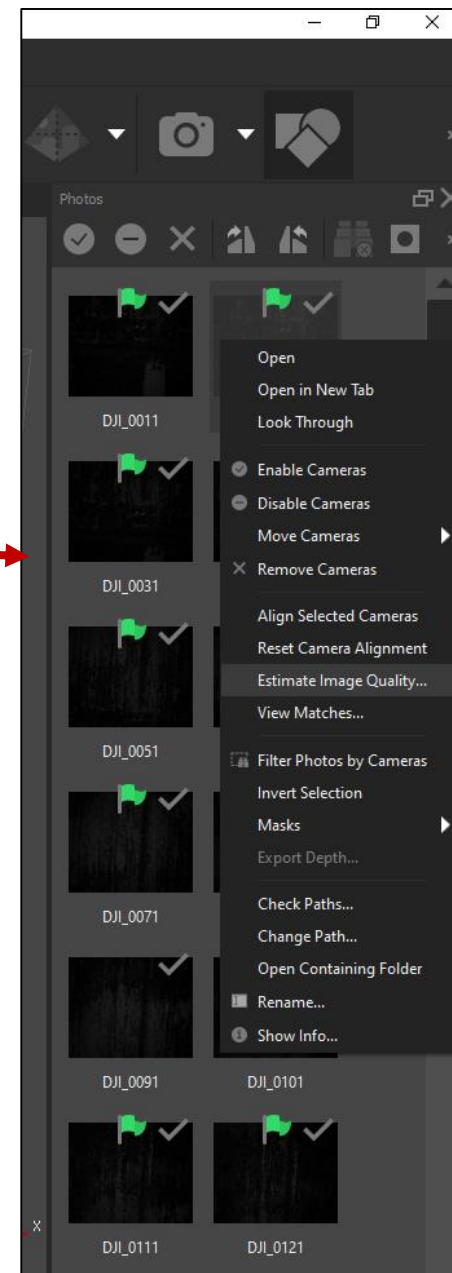 Photos
DJI_0011
Open
Open in New Tab
Look Through
Enable Cameras
Disable Cameras
Move Cameras
Remove Cameras
Align Selected Cameras
Reset Camera Alignment
Estimate Image Quality...
View Matches...
Filter Photos by Cameras
Invert Selection
Masks
Export Depth...
Check Paths...
Change Path...
Open Containing Folder
Rename...
Show Info...
DJI_0031
DJI_0051
DJI_0071
DJI_0091 DJI_0101
X
DJI_0111 DJI_0121